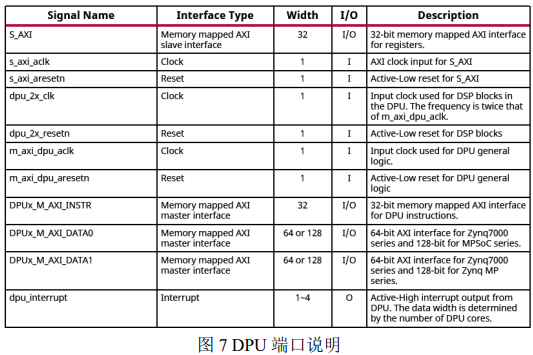 Signal Name Interface Type Width I/O Description
S_AXI Memory mapped AXI 32 I/O 32-bit memory mapped AXI interface
slave interface for registers.
s_axi_aclk Clock 1 I AXI clock input for S_AXI
s_axi_aresetn Reset 1 I Active-Low reset for S_AXI
dpu_2x_clk Clock 1 I Input clock used for DSP blocks in
the DPU. The frequency is twice that
of m_axi_dpu_aclk.
dpu_2x_resetn Reset 1 I Active-Low reset for DSP blocks
m_axi_dpu_aclk Clock 1 I Input clock used for DPU general
logic.
m_axi_dpu_aresetn Reset 1 I Active-Low reset for DPU general
logic
DPUx_M_AXI_INSTR Memory mapped AXI 32 I/O 32-bit memory mapped AXI interface
master interface for DPU instructions.
DPUx_M_AXI_DATA0 Memory mapped AXI 64 or 128 I/O 64-bit AXI interface for Zynq7000
master interface series and 128-bit for MPSoC series.
DPUx_M_AXI_DATA1 Memory mapped AXI 64 or 128 I/O 64-bit AXI interface for Zynq7000
master interface series and 128-bit for Zynq MP
series.
dpu_interrupt Interrupt 1~4 O Active-High interrupt output from
DPU. The data width is determined
by the number of DPU cores.
图 7 DPU 端口说明